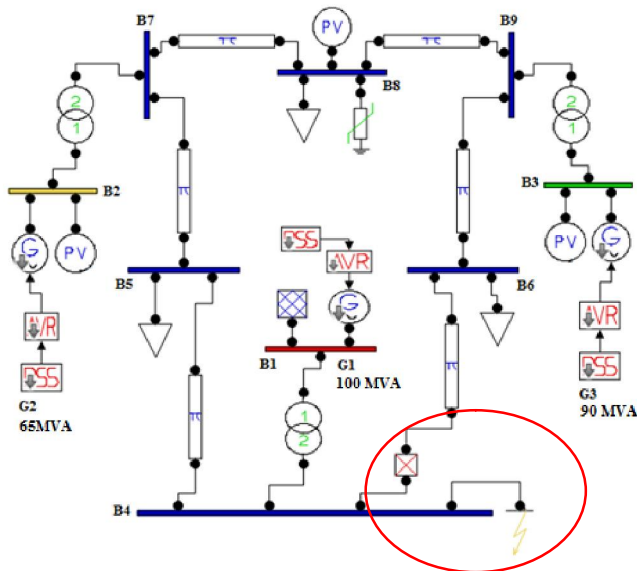 B7
PV
B9
π
π
B8
2
1
2
1
B2
B3
G
PV
π
PSS
π
PV
G
AVR
B5
B6
G
AVR
AVR
B1
G1
PSS
100 MVA
π
PSS
G2
65MVA
π
1
2
G3
90 MVA
B4